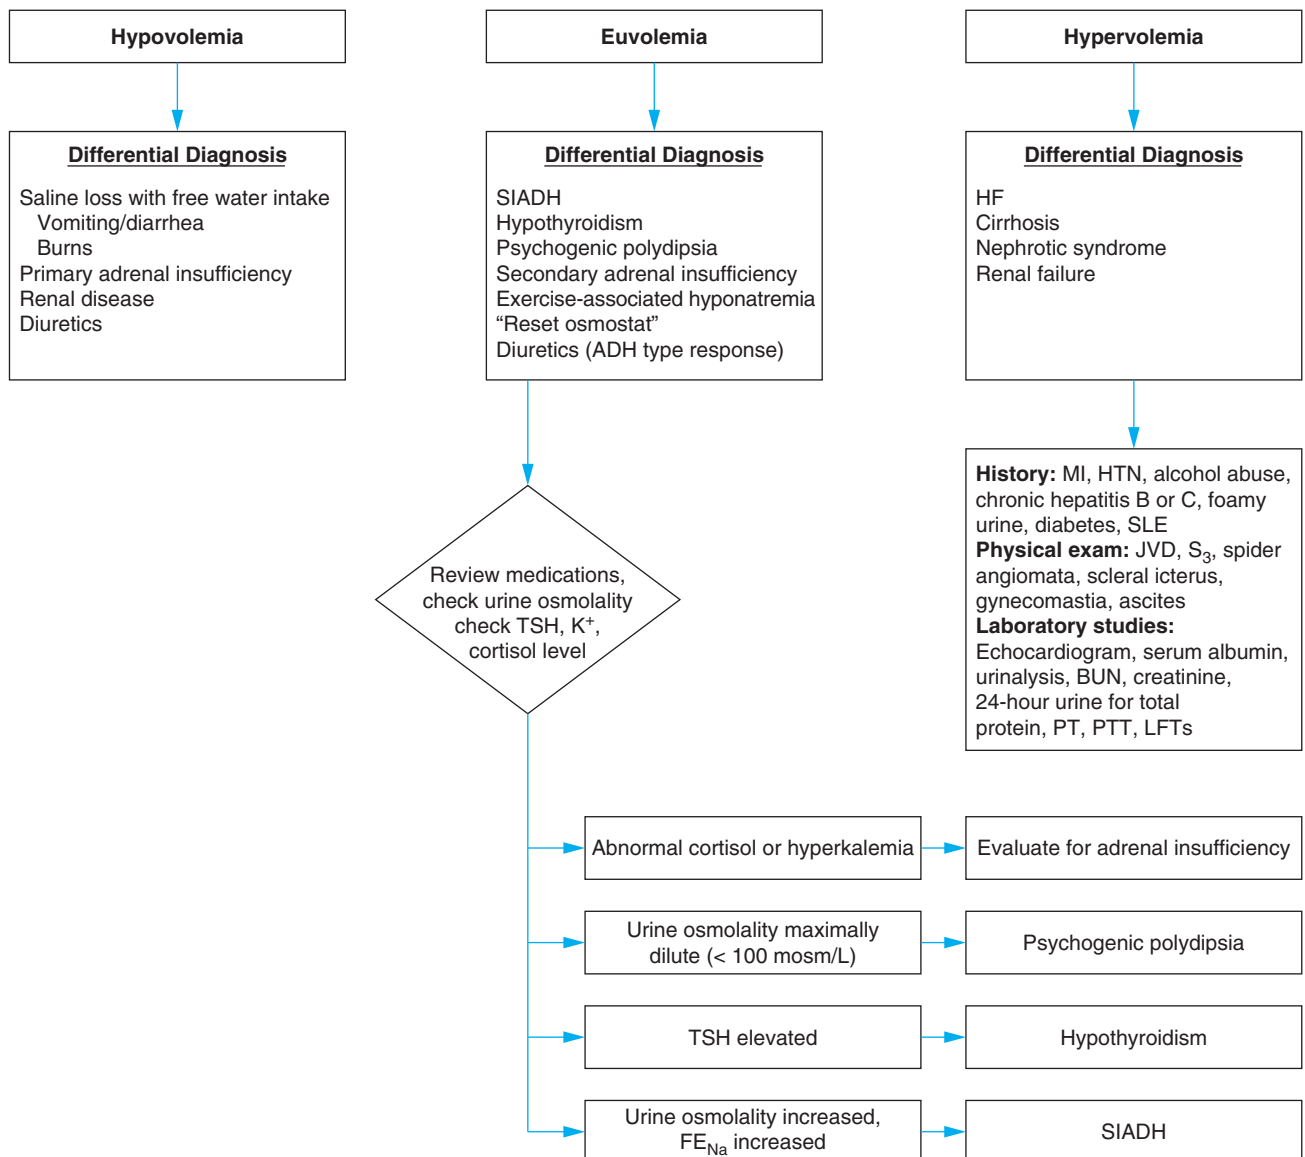 Hypovolemia
Differential Diagnosis
Saline loss with free water intake
Vomiting/diarrhea
Burns
Primary adrenal insufficiency
Renal disease
Diuretics
Euvolemia
Differential Diagnosis
SIADH
Hypothyroidism
Psychogenic polydipsia
Secondary adrenal insufficiency
Exercise-associated hyponatremia
“Reset osmostat”
Diuretics (ADH type response)
Review medications,
check urine osmolality
check TSH, K⁺,
cortisol level
Hypervolemia
Differential Diagnosis
HF
Cirrhosis
Nephrotic syndrome
Renal failure
History: MI, HTN, alcohol abuse,
chronic hepatitis B or C, foamy
urine, diabetes, SLE
Physical exam: JVD, S₃, spider
angiomata, scleral icterus,
gynecomastia, ascites
Laboratory studies:
Echocardiogram, serum albumin,
urinalysis, BUN, creatinine,
24-hour urine for total
protein, PT, PTT, LFTs
Abnormal cortisol or hyperkalemia
Evaluate for adrenal insufficiency
Urine osmolality maximally
dilute (< 100 mosm/L)
Psychogenic polydipsia
TSH elevated
Hypothyroidism
Urine osmolality increased,
FE_Na increased
SIADH